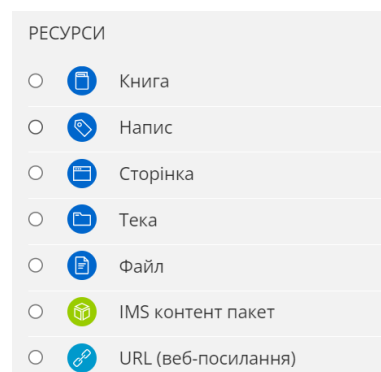 РЕСУРСИ
Книга
Напис
Сторінка
Тека
Файл
IMS контент пакет
URL (веб-посилання)